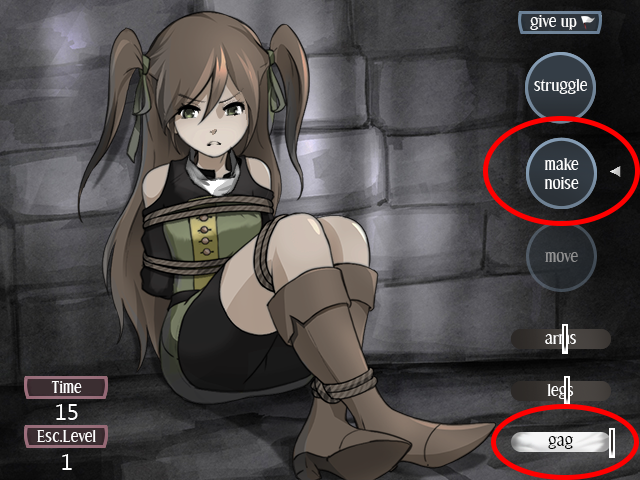 give up
struggle
make
noise
move
arms
legs
gag
Time
15
Esc.Level
1